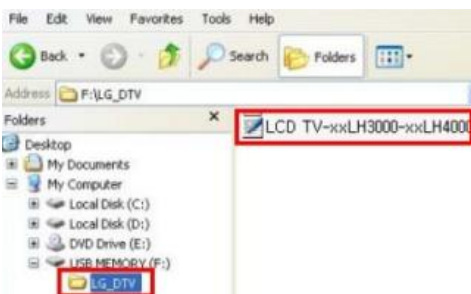 File Edit View Favorites Tools Help
Back Search Folders
Address F:\LG_DTV
Folders x
LCD TV-xxLH3000-xxLH4000
Desktop
My Documents
My Computer
Local Disk (C:)
Local Disk (D:)
DVD Drive (E:)
USB MEMORY (F:)
LG_DTV